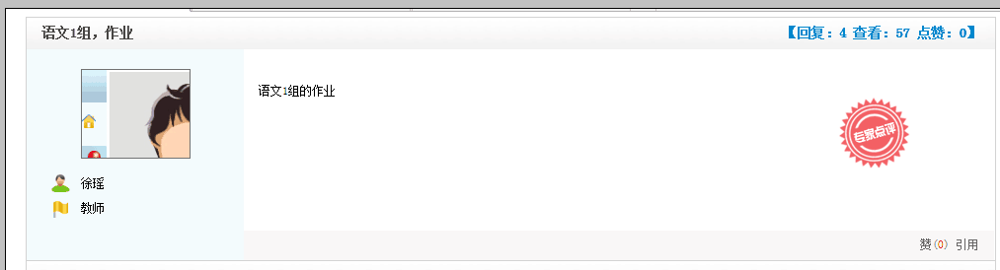 语文1组，作业
【回复：4 查看：57 点赞：0】
语文1组的作业
专家点评
徐瑶
教师
赞(0) 引用